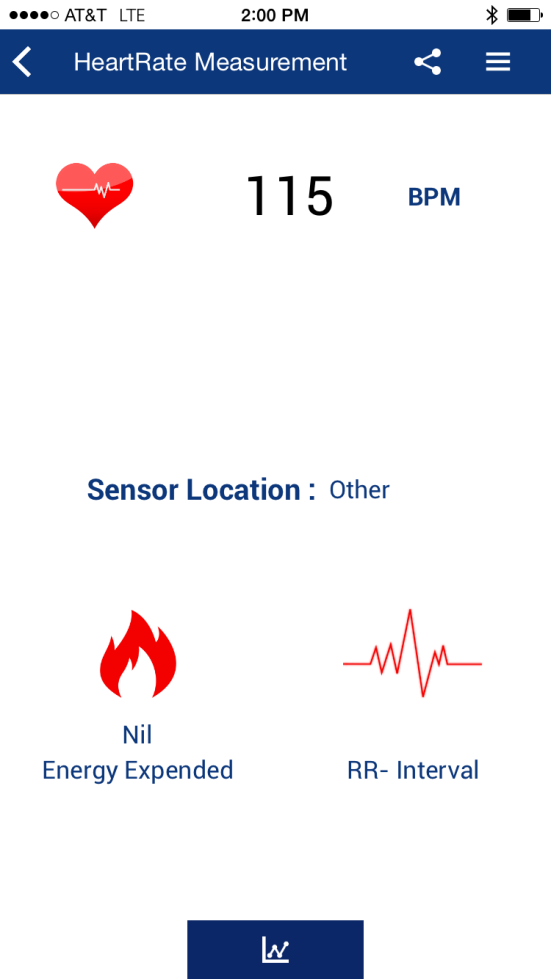 AT&T LTE 2:00 PM
HeartRate Measurement
115 BPM
Sensor Location : Other
Nil
Energy Expended
RR- Interval